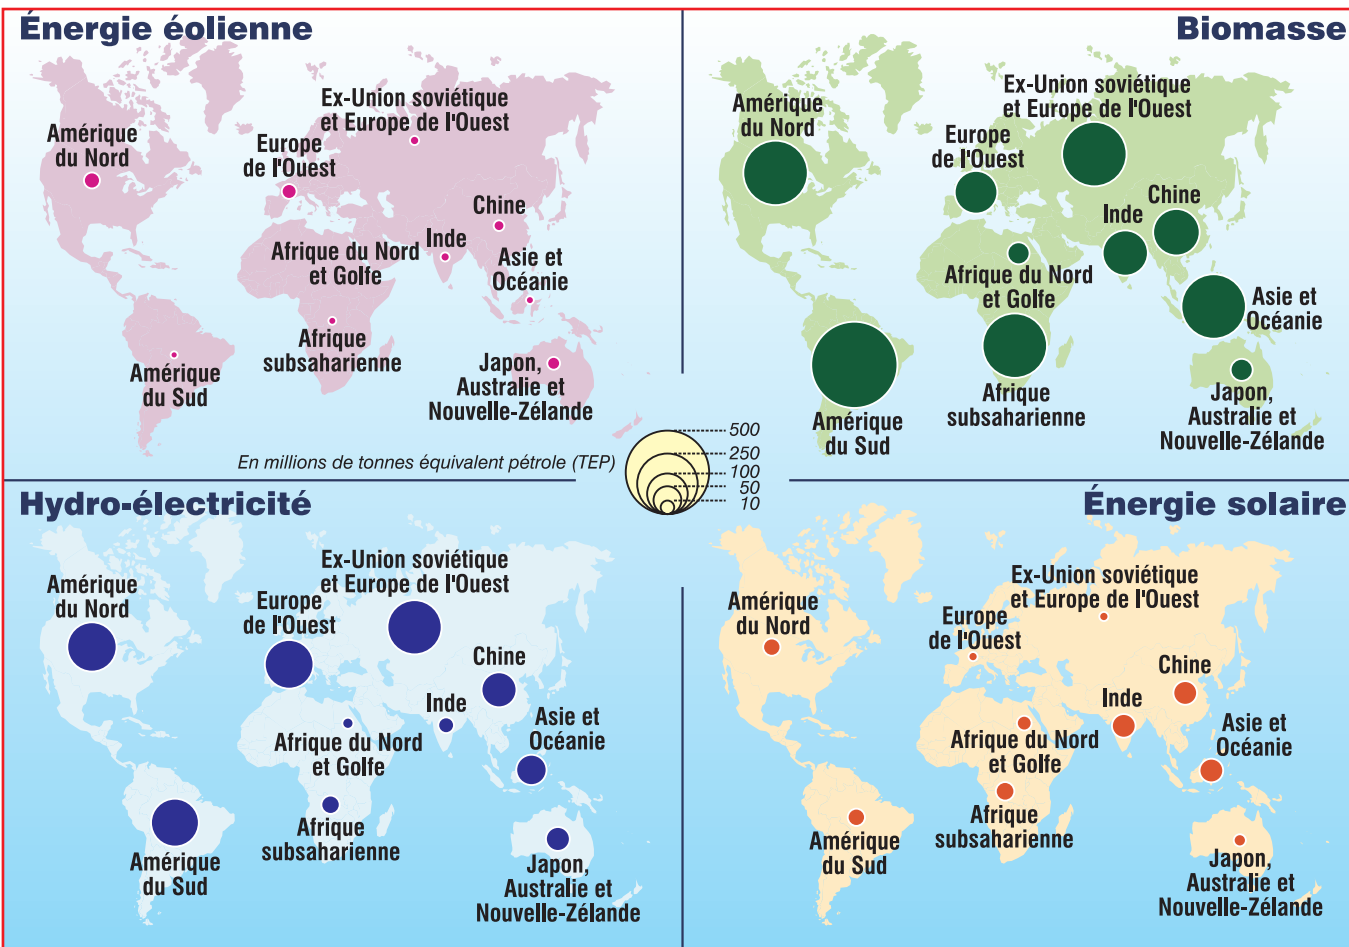 Énergie éolienne
Ex-Union soviétique
et Europe de l'Ouest
Amérique
du Nord
Europe
de l'Ouest
Chine
Inde
Afrique du Nord
et Golfe
Asie et
Océanie
Afrique
subsaharienne
Amérique
du Sud
Japon,
Australie et
Nouvelle-Zélande
Biomasse
Ex-Union soviétique
et Europe de l'Ouest
Amérique
du Nord
Europe
de l'Ouest
Chine
Inde
Afrique du Nord
et Golfe
Asie et
Océanie
Afrique
subsaharienne
Amérique
du Sud
Japon,
Australie et
Nouvelle-Zélande
En millions de tonnes équivalent pétrole (TEP)
500
250
100
50
10
Hydro-électricité
Ex-Union soviétique
et Europe de l'Ouest
Amérique
du Nord
Europe
de l'Ouest
Chine
Inde
Asie et
Océanie
Afrique du Nord
et Golfe
Afrique
subsaharienne
Amérique
du Sud
Japon,
Australie et
Nouvelle-Zélande
Énergie solaire
Ex-Union soviétique
et Europe de l'Ouest
Amérique
du Nord
Europe
de l'Ouest
Chine
Inde
Asie et
Océanie
Afrique du Nord
et Golfe
Afrique
subsaharienne
Amérique
du Sud
Japon,
Australie et
Nouvelle-Zélande